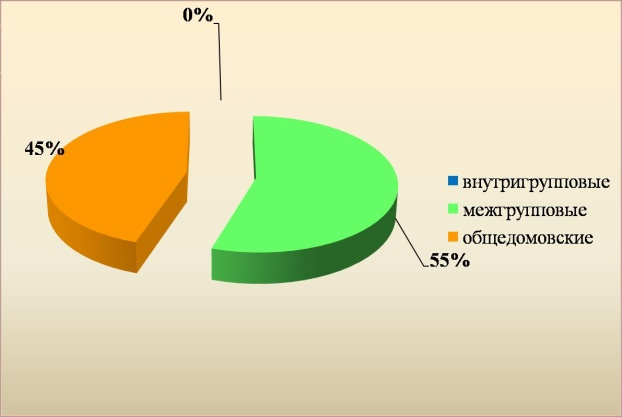 0%
45%
внутригрупповые
межгрупповые
общедомовские
55%